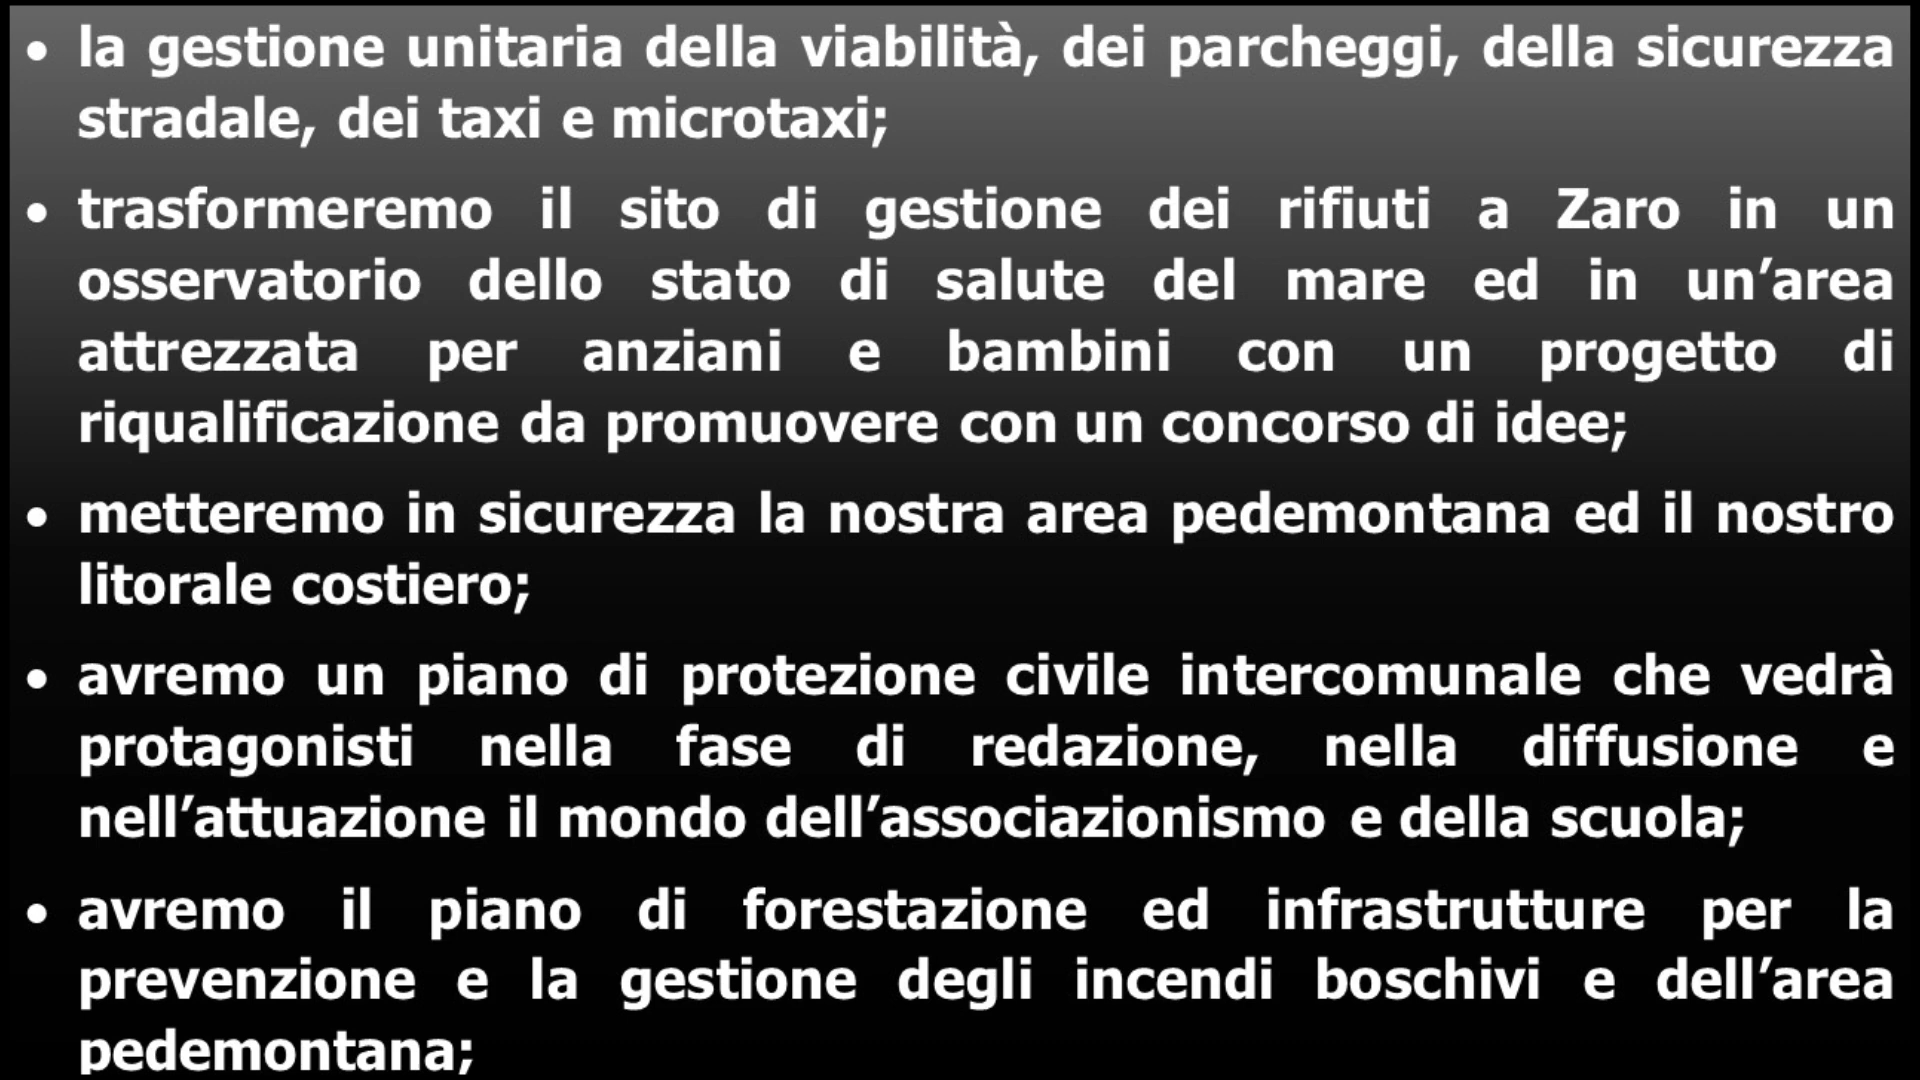 • la gestione unitaria della viabilità, dei parcheggi, della sicurezza
stradale, dei taxi e microtaxi;
• trasformeremo il sito di gestione dei rifiuti a Zaro in un
osservatorio dello stato di salute del mare ed in un’area
attrezzata per anziani e bambini con un progetto di
riqualificazione da promuovere con un concorso di idee;
• metteremo in sicurezza la nostra area pedemontana ed il nostro
litorale costiero;
• avremo un piano di protezione civile intercomunale che vedrà
protagonisti nella fase di redazione, nella diffusione e
nell’attuazione il mondo dell’associazionismo e della scuola;
• avremo il piano di forestazione ed infrastrutture per la
prevenzione e la gestione degli incendi boschivi e dell’area
pedemontana;